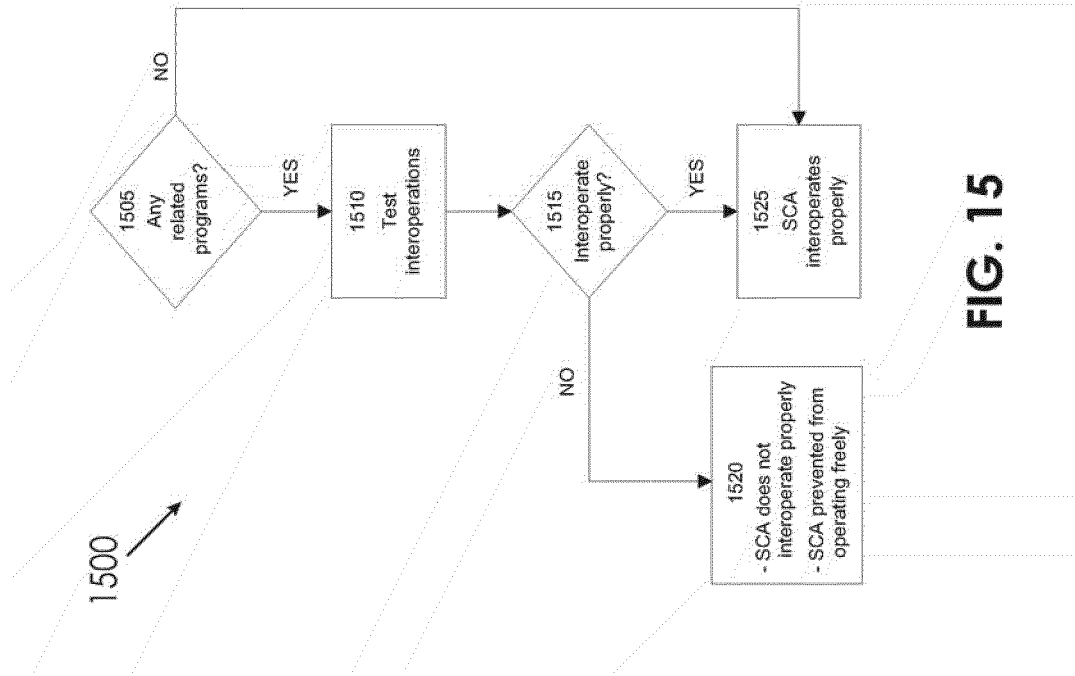 1500
1505
Any
related
programs?
NO
YES
1510
Test
interoperations
1515
Interoperate
properly?
NO
YES
1520
- SCA does not
interoperate properly
- SCA prevented from
operating freely
1525
SCA
interoperates
properly
FIG. 15